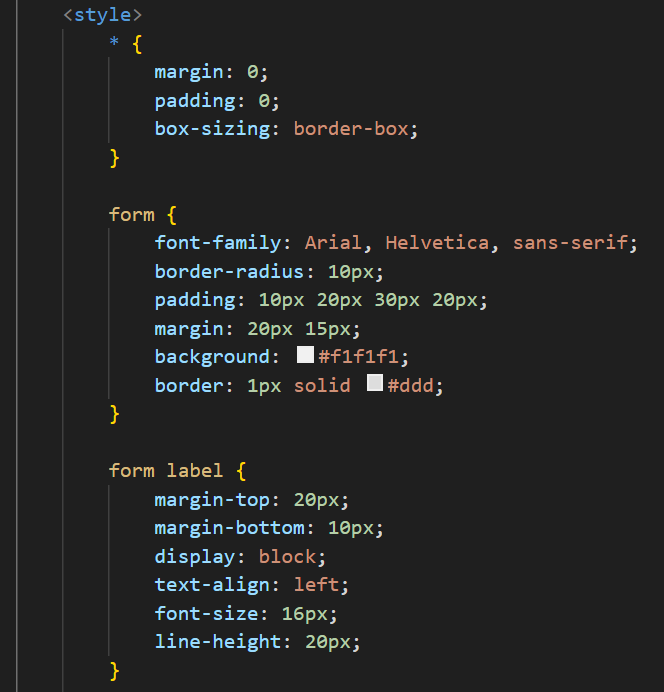 <style>
* {
margin: 0;
padding: 0;
box-sizing: border-box;
}
form {
font-family: Arial, Helvetica, sans-serif;
border-radius: 10px;
padding: 10px 20px 30px 20px;
margin: 20px 15px;
background: #f1f1f1;
border: 1px solid #ddd;
}
form label {
margin-top: 20px;
margin-bottom: 10px;
display: block;
text-align: left;
font-size: 16px;
line-height: 20px;
}